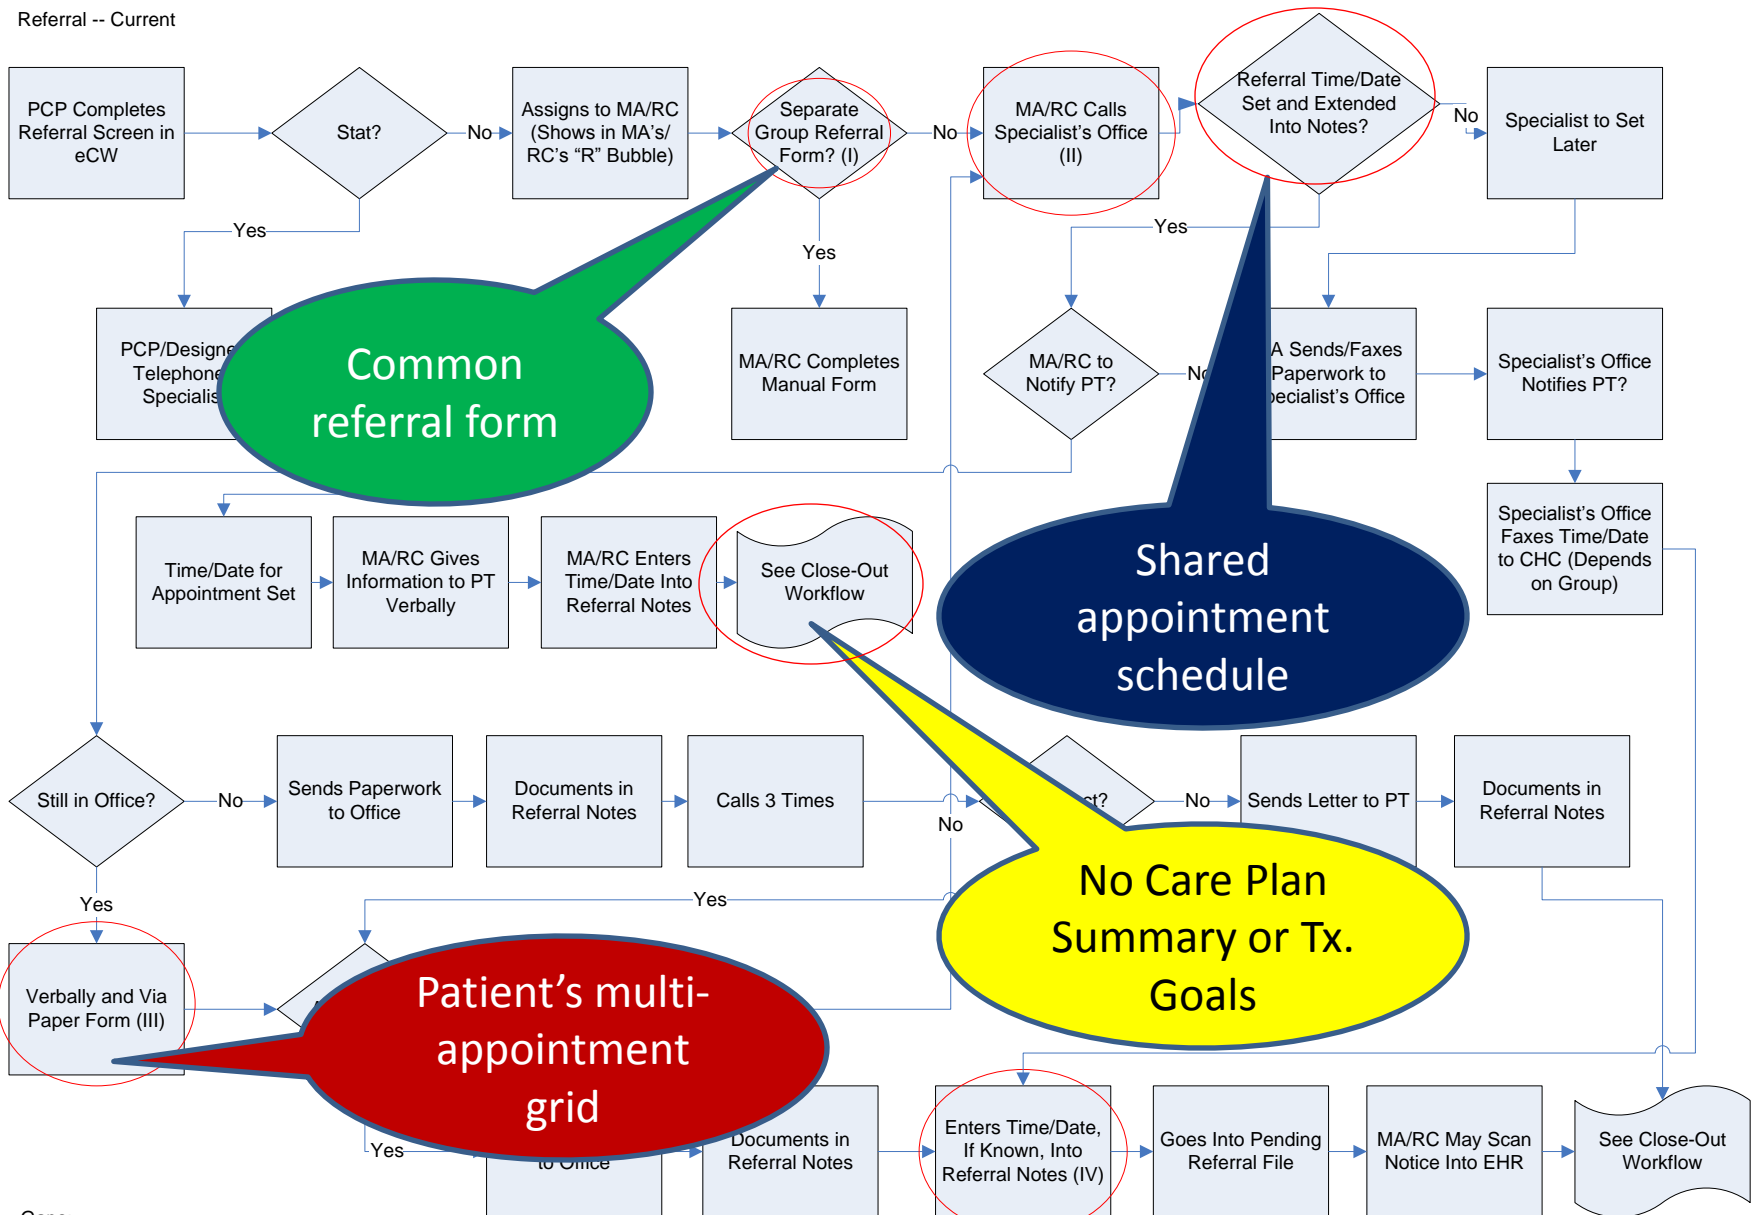 Referral -- Current
PCP Completes
Referral Screen in
eCW
Stat?
No
Assigns to MA/RC
(Shows in MA's/
RC's “R” Bubble)
Separate
Group Referral
Form? (I)
No
MA/RC Calls
Specialist's Office
(II)
Referral Time/Date
Set and Extended
Into Notes?
No
Specialist to Set
Later
Yes
Yes
Yes
PCP/Designe
Telephone
Specialis
Common
referral form
MA/RC Completes
Manual Form
MA/RC to
Notify PT?
No
A Sends/Faxes
Paperwork to
pecialist's Office
Specialist's Office
Notifies PT?
Time/Date for
Appointment Set
MA/RC Gives
Information to PT
Verbally
MA/RC Enters
Time/Date Into
Referral Notes
See Close-Out
Workflow
Shared
appointment
schedule
Specialist's Office
Faxes Time/Date
to CHC (Depends
on Group)
Still in Office?
No
Sends Paperwork
to Office
Documents in
Referral Notes
Calls 3 Times
No
ct?
No
Sends Letter to PT
Documents in
Referral Notes
Yes
Yes
No Care Plan
Summary or Tx.
Goals
Verbally and Via
Paper Form (III)
Patient’s multi-
appointment
grid
Yes
to Office
Documents in
Referral Notes
Enters Time/Date,
If Known, Into
Referral Notes (IV)
Goes Into Pending
Referral File
MA/RC May Scan
Notice Into EHR
See Close-Out
Workflow